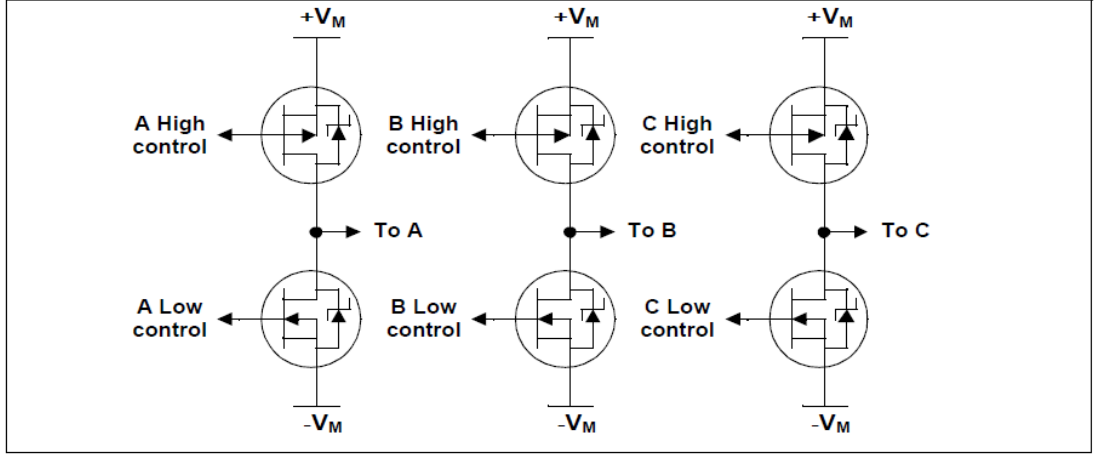 +VM +VM +VM
A High control B High control C High control
To A To B To C
A Low control B Low control C Low control
-VM -VM -VM